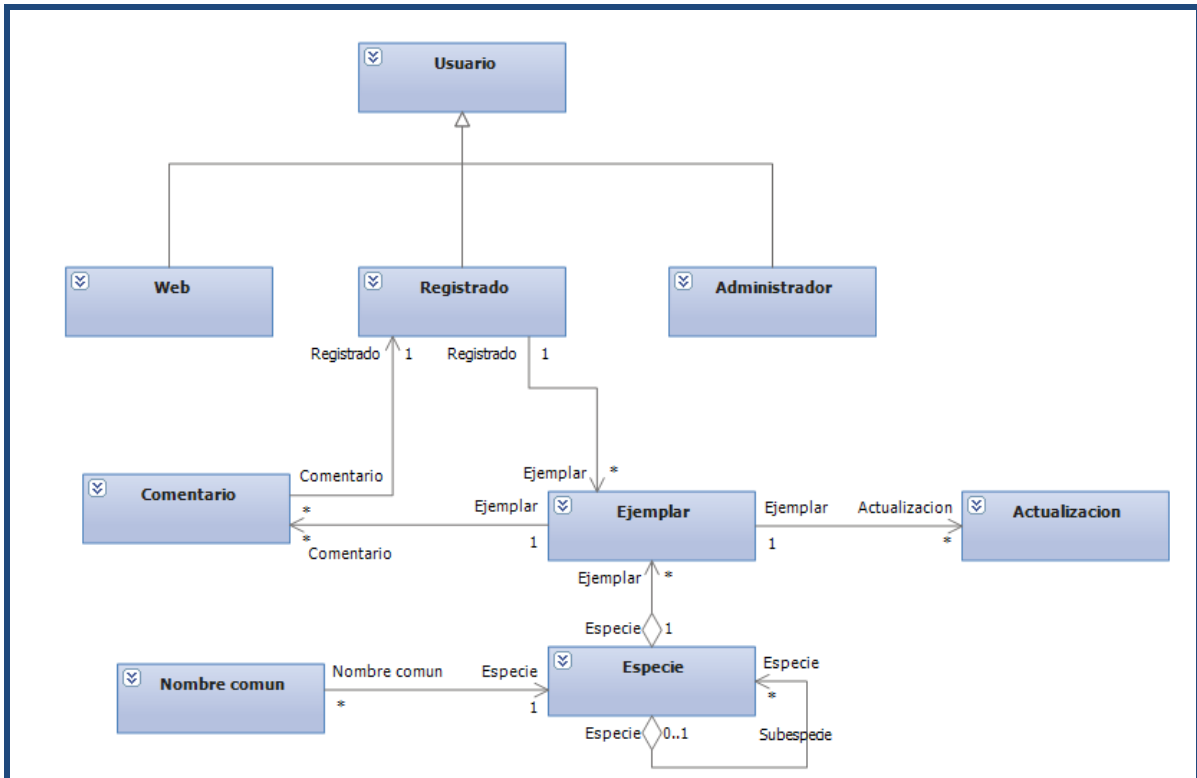 Usuario
Web
Registrado
Administrador
Registrado
1
Registrado
1
Comentario
*
Ejemplar
*
Comentario
*
Comentario
Ejemplar
1
Ejemplar
Ejemplar
1
Actualizacion
*
Actualizacion
Ejemplar
*
Especie
1
Nombre comun
Nombre comun
*
Especie
1
Especie
Especie
*
Especie
0..1
Subespecie